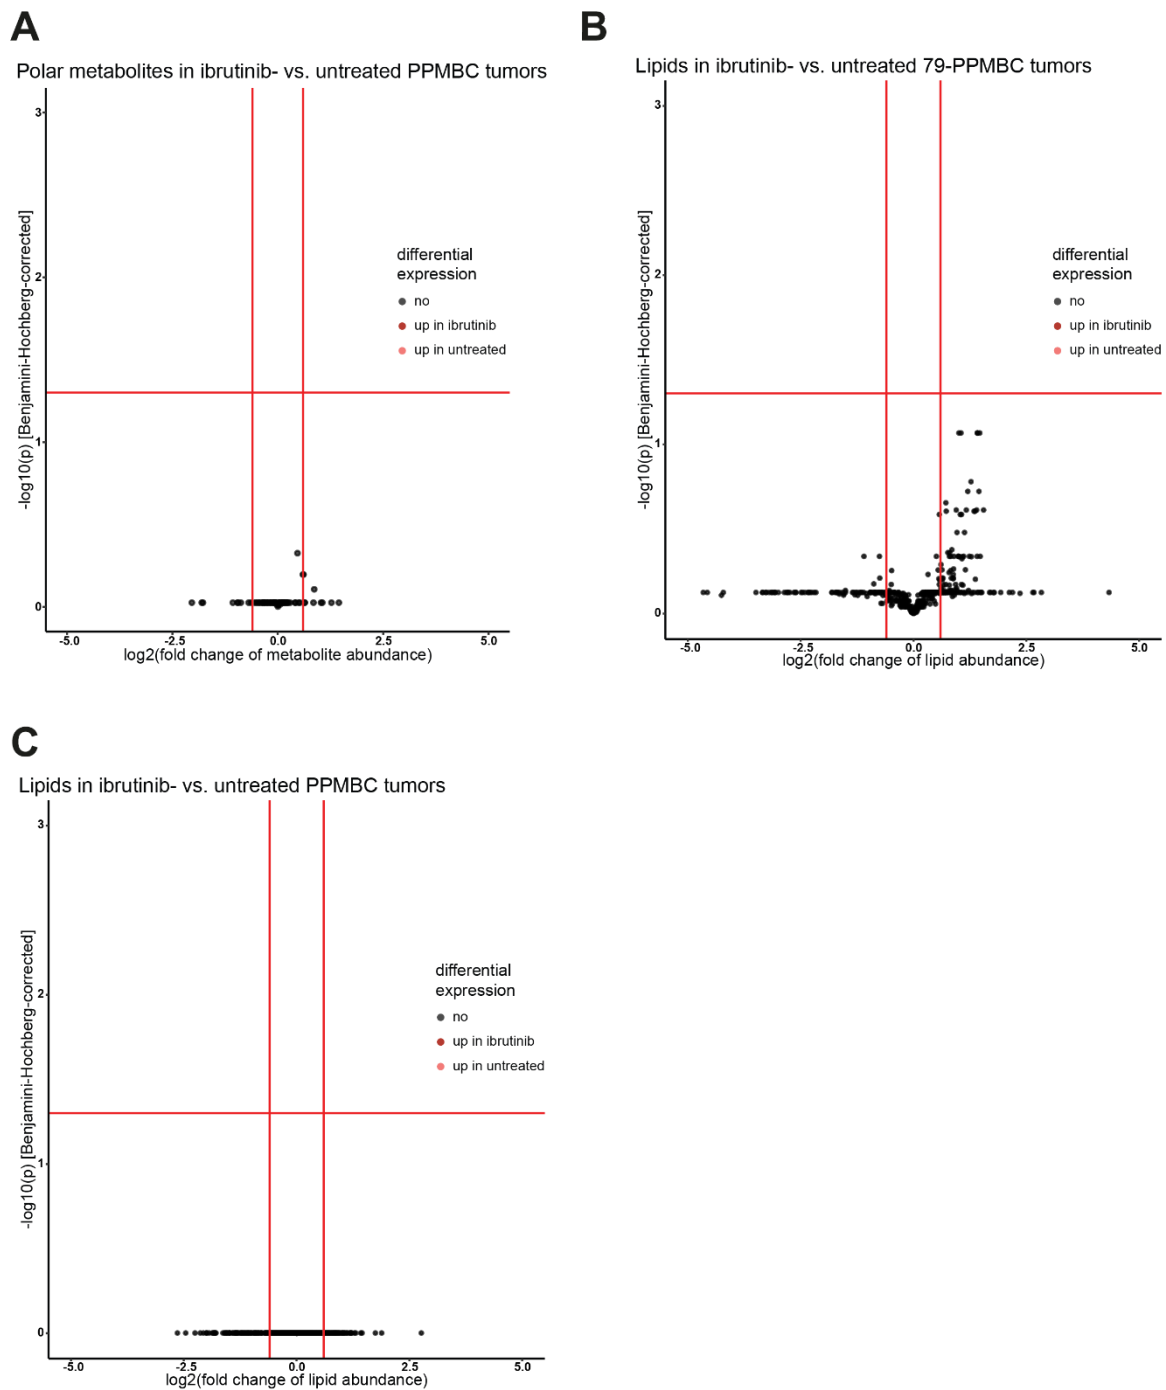 A
Polar metabolites in ibrutinib- vs. untreated PPMBC tumors
3
2
1
0
-log10(p) [Benjamini-Hochberg-corrected]
differential
expression
no
up in ibrutinib
up in untreated
-5.0 -2.5 0.0 2.5 5.0
log2(fold change of metabolite abundance)
B
Lipids in ibrutinib- vs. untreated 79-PPMBC tumors
3
2
1
0
-log10(p) [Benjamini-Hochberg-corrected]
differential
expression
no
up in ibrutinib
up in untreated
-5.0 -2.5 0.0 2.5 5.0
log2(fold change of lipid abundance)
C
Lipids in ibrutinib- vs. untreated PPMBC tumors
3
2
1
0
-log10(p) [Benjamini-Hochberg-corrected]
differential
expression
no
up in ibrutinib
up in untreated
-5.0 -2.5 0.0 2.5 5.0
log2(fold change of lipid abundance)